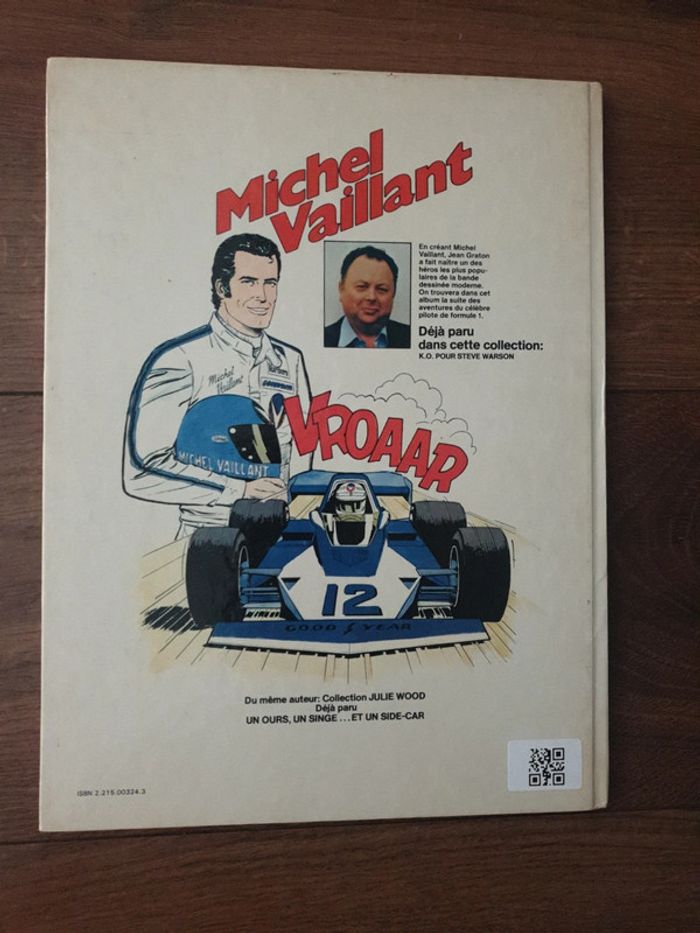 Michel
Vaillant
En créant Michel
Vaillant, Jean Graton
a fait naître un des
héros les plus popu-
laires de la bande
dessinée moderne.
On trouvera dans cet
album la suite des
aventures du célèbre
pilote de formule 1.
Déjà paru
dans cette collection:
K.O. POUR STEVE WARSON
Michel
Vaillant
VROAAR
MICHEL VAILLANT
12
GOOD YEAR
Du même auteur: Collection JULIE WOOD
Déjà paru
UN OURS, UN SINGE...ET UN SIDE-CAR
ISBN 2.215.00324.3